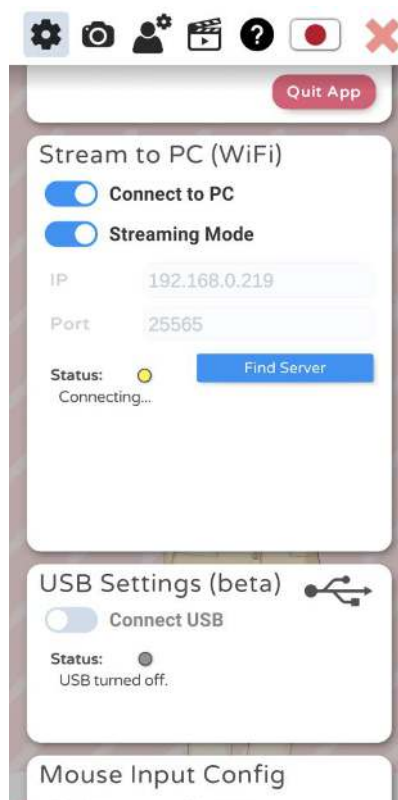 Quit App
Stream to PC (WiFi)
Connect to PC
Streaming Mode
IP 192.168.0.219
Port 25565
Status:
Find Server
Connecting...
USB Settings (beta)
Connect USB
Status:
USB turned off.
Mouse Input Config